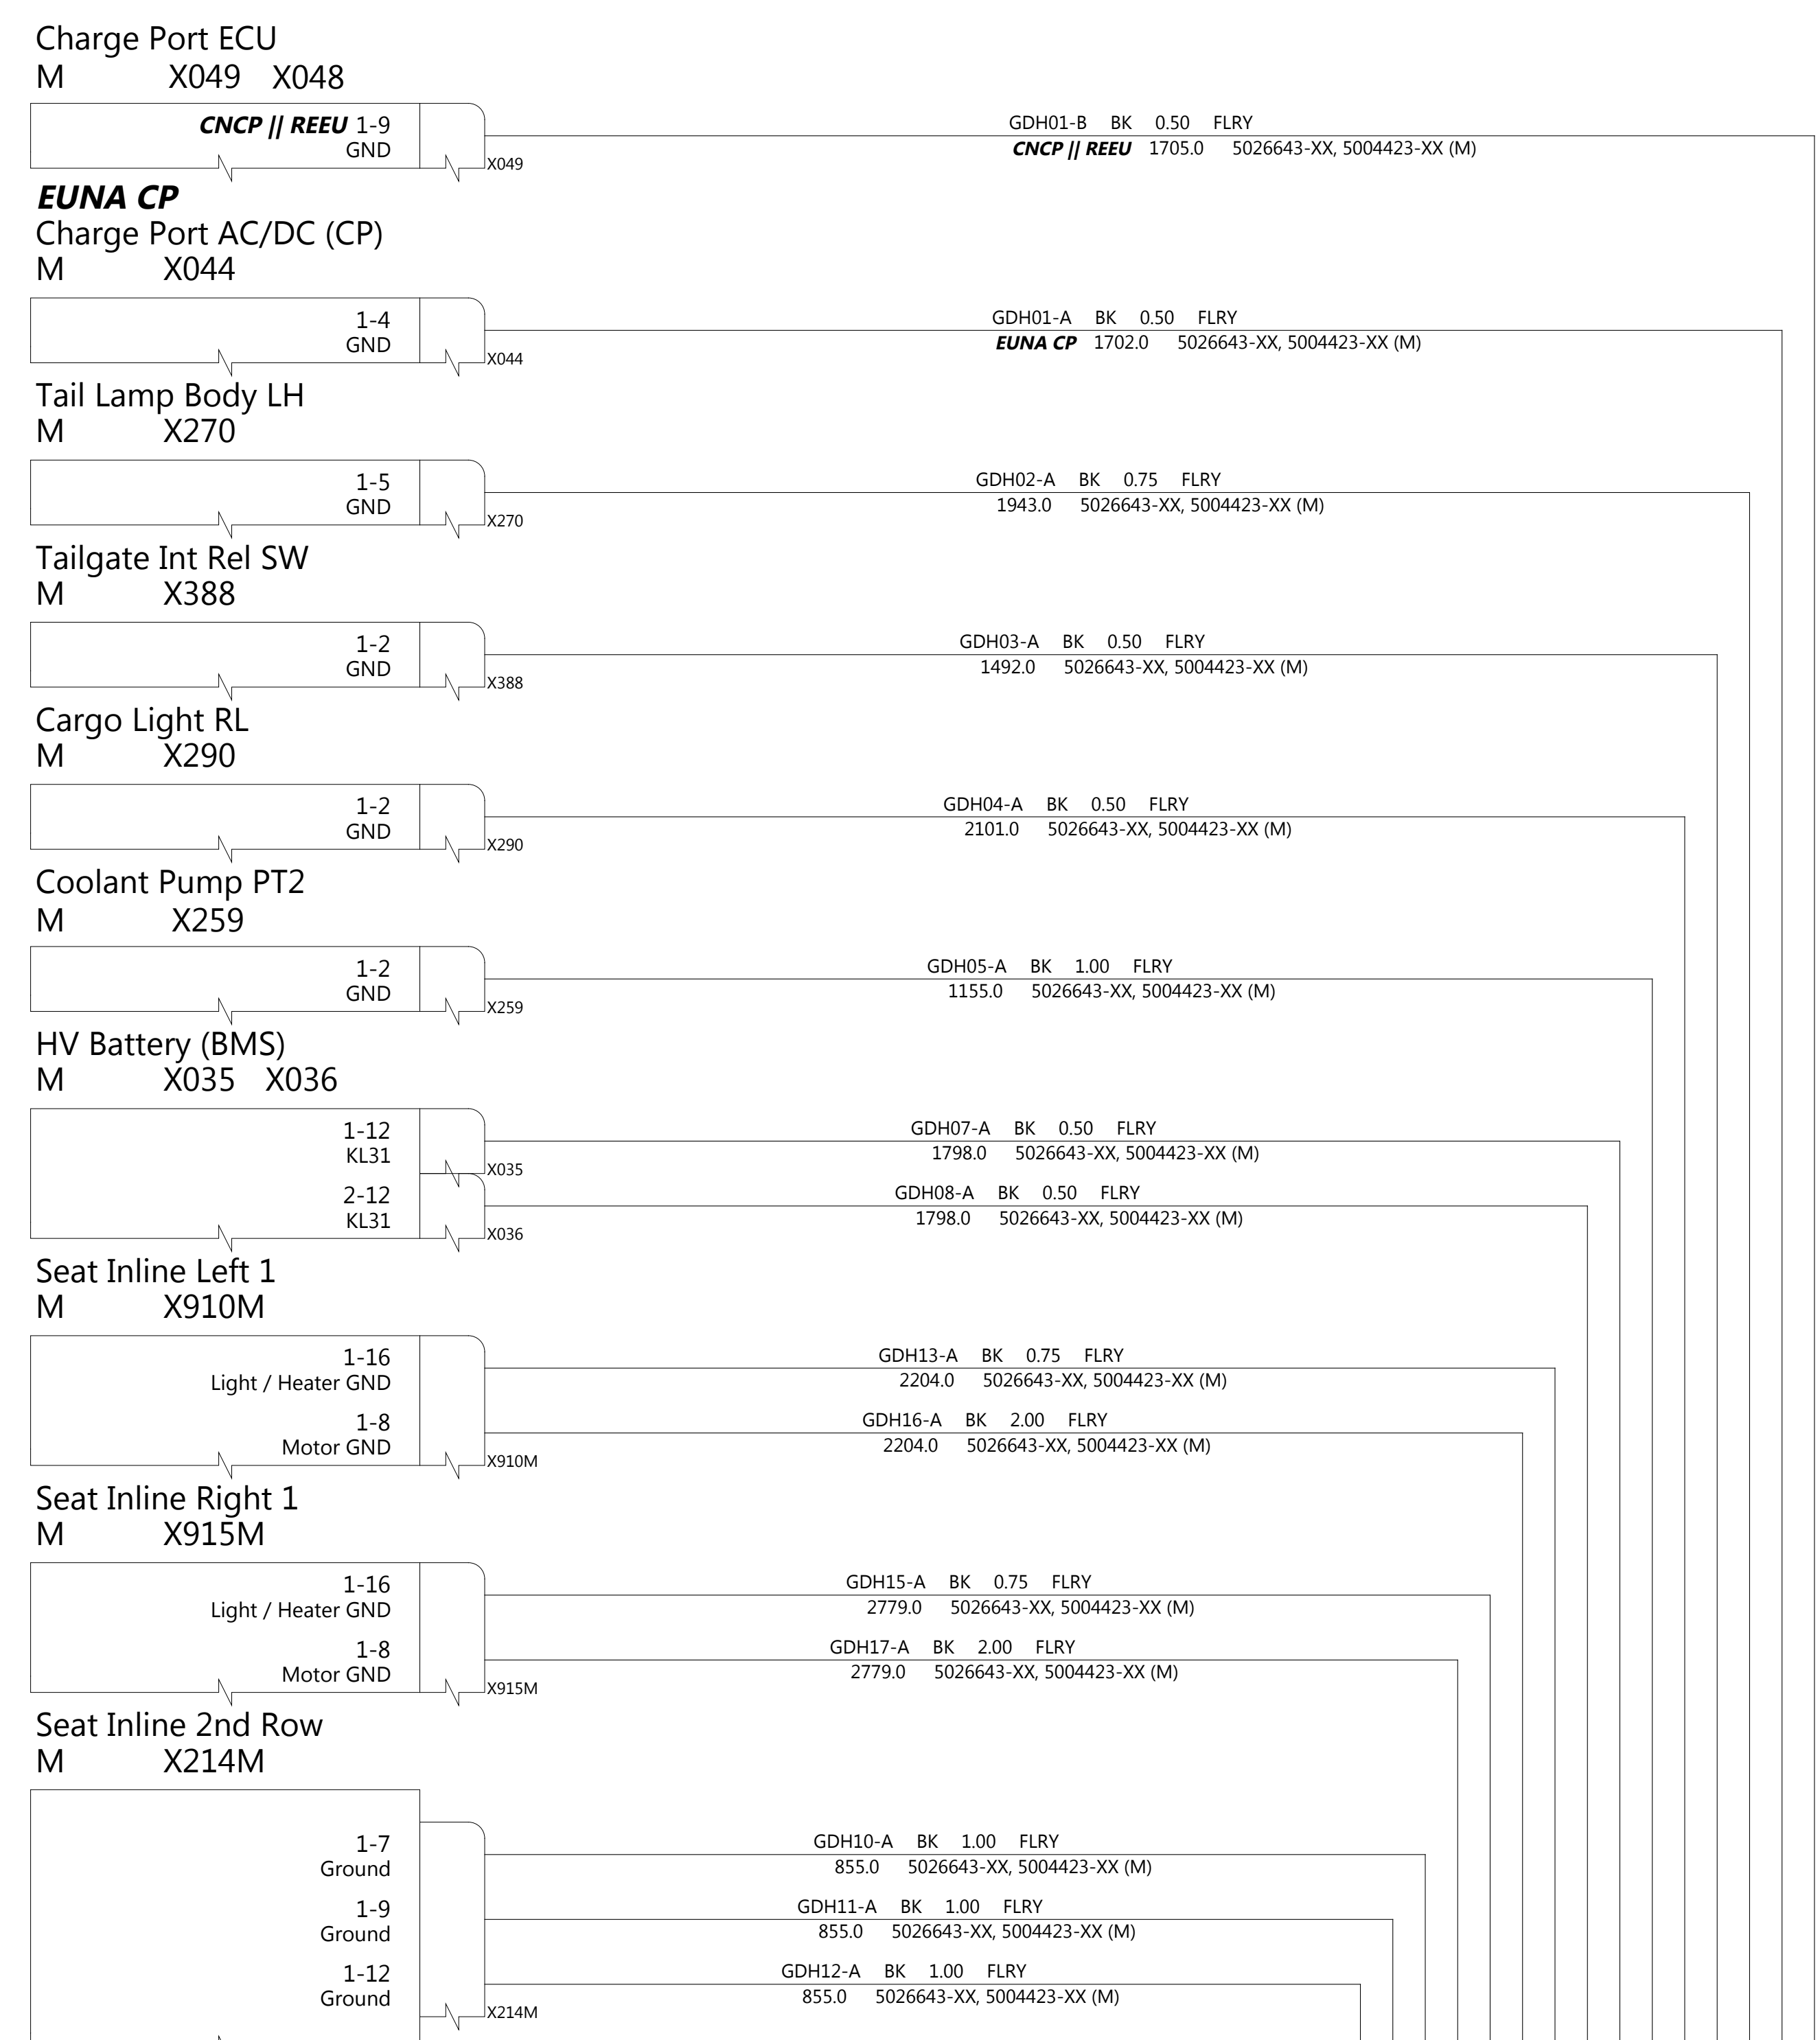 Charge Port ECU
M X049 X048
CNCP || REEU 1-9
GND
X049
GDH01-B BK 0.50 FLRY
CNCP || REEU 1705.0 5026643-XX, 5004423-XX (M)
EUNA CP
Charge Port AC/DC (CP)
M X044
1-4
GND
X044
GDH01-A BK 0.50 FLRY
EUNA CP 1702.0 5026643-XX, 5004423-XX (M)
Tail Lamp Body LH
M X270
1-5
GND
X270
GDH02-A BK 0.75 FLRY
1943.0 5026643-XX, 5004423-XX (M)
Tailgate Int Rel SW
M X388
1-2
GND
X388
GDH03-A BK 0.50 FLRY
1492.0 5026643-XX, 5004423-XX (M)
Cargo Light RL
M X290
1-2
GND
X290
GDH04-A BK 0.50 FLRY
2101.0 5026643-XX, 5004423-XX (M)
Coolant Pump PT2
M X259
1-2
GND
X259
GDH05-A BK 1.00 FLRY
1155.0 5026643-XX, 5004423-XX (M)
HV Battery (BMS)
M X035 X036
1-12
KL31
X035
GDH07-A BK 0.50 FLRY
1798.0 5026643-XX, 5004423-XX (M)
2-12
KL31
X036
GDH08-A BK 0.50 FLRY
1798.0 5026643-XX, 5004423-XX (M)
Seat Inline Left 1
M X910M
1-16
Light / Heater GND
GDH13-A BK 0.75 FLRY
2204.0 5026643-XX, 5004423-XX (M)
1-8
Motor GND
X910M
GDH16-A BK 2.00 FLRY
2204.0 5026643-XX, 5004423-XX (M)
Seat Inline Right 1
M X915M
1-16
Light / Heater GND
GDH15-A BK 0.75 FLRY
2779.0 5026643-XX, 5004423-XX (M)
1-8
Motor GND
X915M
GDH17-A BK 2.00 FLRY
2779.0 5026643-XX, 5004423-XX (M)
Seat Inline 2nd Row
M X214M
1-7
Ground
GDH10-A BK 1.00 FLRY
855.0 5026643-XX, 5004423-XX (M)
1-9
Ground
GDH11-A BK 1.00 FLRY
855.0 5026643-XX, 5004423-XX (M)
1-12
Ground
X214M
GDH12-A BK 1.00 FLRY
855.0 5026643-XX, 5004423-XX (M)